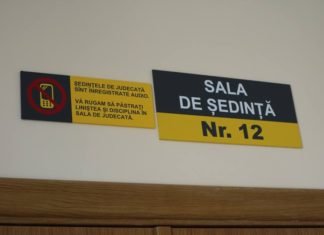 ȘEDINȚELE DE JUDECATĂ
SÎNT ÎNREGISTRATE AUDIO.
VĂ RUGĂM SĂ PĂSTRAȚI
LINIȘTEA ȘI DISCIPLINA ÎN
SALA DE JUDECATĂ.
SALA
DE ȘEDINȚĂ
Nr. 12